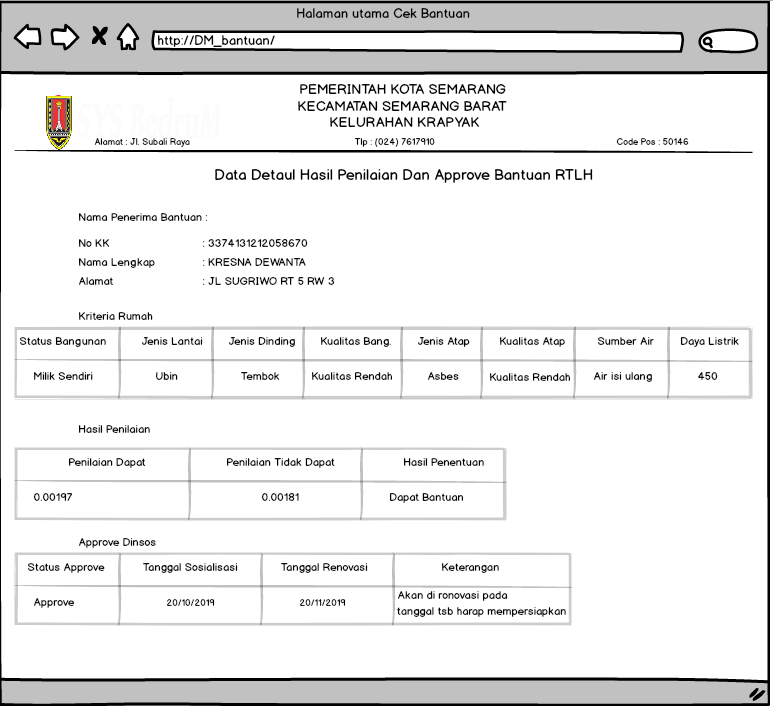 Halaman utama Cek Bantuan
http://DM_bantuan/
PEMERINTAH KOTA SEMARANG
KECAMATAN SEMARANG BARAT
KELURAHAN KRAPYAK
Alamat : Jl. Subali Raya Tlp : (024) 7617910 Code Pos : 50146
Data Detaul Hasil Penilaian Dan Approve Bantuan RTLH
Nama Penerima Bantuan :
No KK : 3374131212058670
Nama Lengkap : KRESNA DEWANTA
Alamat : JL SUGRIWO RT 5 RW 3
Kriteria Rumah
Status Bangunan Jenis Lantai Jenis Dinding Kualitas Bang. Jenis Atap Kualitas Atap Sumber Air Daya Listrik
Milik Sendiri Ubin Tembok Kualitas Rendah Asbes Kualitas Rendah Air isi ulang 450
Hasil Penilaian
Penilaian Dapat Penilaian Tidak Dapat Hasil Penentuan
0.00197 0.00181 Dapat Bantuan
Approve Dinsos
Status Approve Tanggal Sosialisasi Tanggal Renovasi Keterangan
Approve 20/10/2019 20/11/2019 Akan di ronovasi pada
tanggal tsb harap mempersiapkan